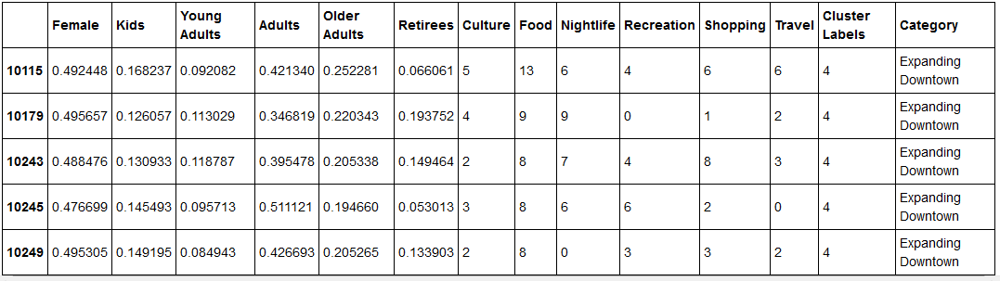 Female Kids Young Adults Adults Older Adults Retirees Culture Food Nightlife Recreation Shopping Travel Cluster Labels Category
10115 0.492448 0.168237 0.092082 0.421340 0.252281 0.066061 5 13 6 4 6 6 4 Expanding Downtown
10179 0.495657 0.126057 0.113029 0.346819 0.220343 0.193752 4 9 9 0 1 2 4 Expanding Downtown
10243 0.488476 0.130933 0.118787 0.395478 0.205338 0.149464 2 8 7 4 8 3 4 Expanding Downtown
10245 0.476699 0.145493 0.095713 0.511121 0.194660 0.053013 3 8 6 6 2 0 4 Expanding Downtown
10249 0.495305 0.149195 0.084943 0.426693 0.205265 0.133903 2 8 0 3 3 2 4 Expanding Downtown